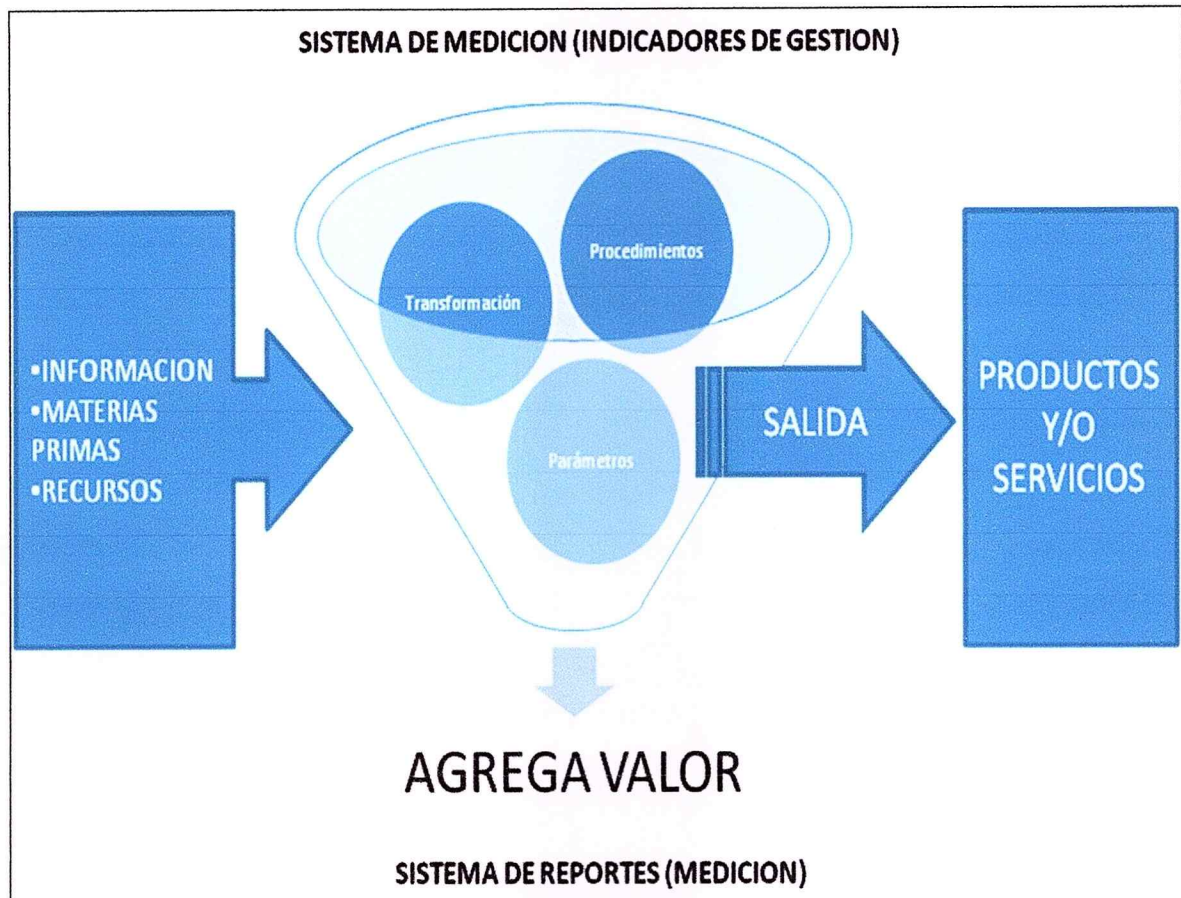 SISTEMA DE MEDICION (INDICADORES DE GESTION)
Procedimientos
Transformación
•INFORMACION
•MATERIAS
PRIMAS
•RECURSOS
Parámetros
SALIDA
PRODUCTOS
Y/O
SERVICIOS
AGREGA VALOR
SISTEMA DE REPORTES (MEDICION)